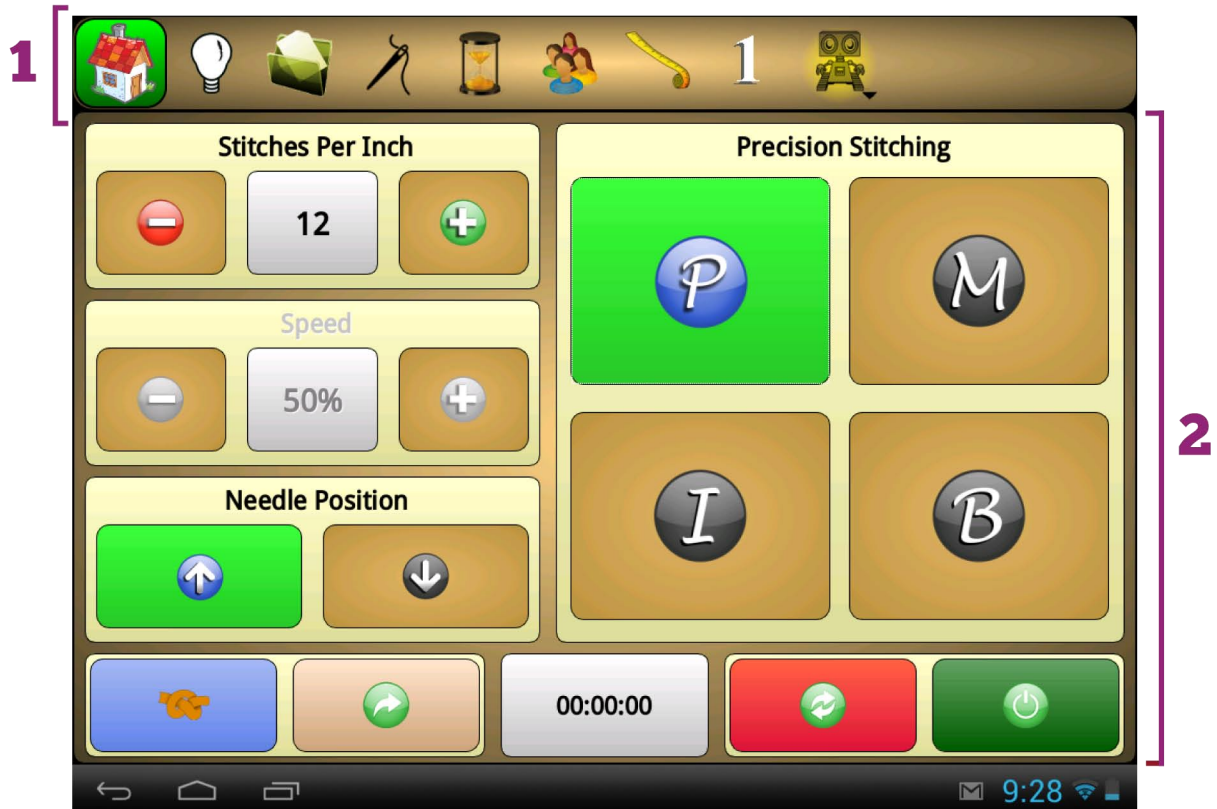 1
1
Stitches Per Inch
12
Speed
50%
Needle Position
Precision Stitching
P
M
I
B
2
00:00:00
9:28